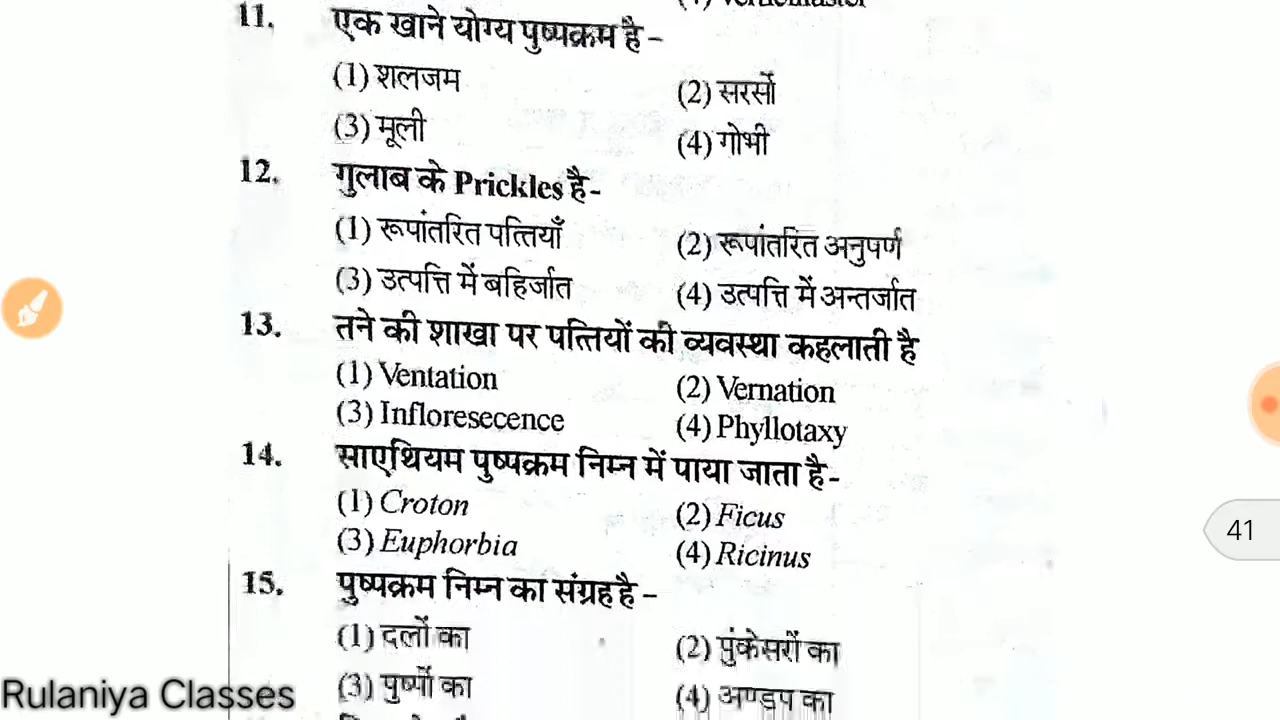 11. एक खाने योग्य पुष्पक्रम है –
(1) शलजम (2) सरसों
(3) मूली (4) गोभी
12. गुलाब के Prickles है-
(1) रूपांतरित पत्तियाँ (2) रूपांतरित अनुपर्ण
(3) उत्पत्ति में बहिर्जात (4) उत्पत्ति में अन्तर्जात
13. तने की शाखा पर पत्तियों की व्यवस्था कहलाती है
(1) Ventation (2) Vernation
(3) Infloresecence (4) Phyllotaxy
14. साएथियम पुष्पक्रम निम्न में पाया जाता है-
(1) Croton (2) Ficus
(3) Euphorbia (4) Ricinus
41
15. पुष्पक्रम निम्न का संग्रह है –
(1) दलों का (2) पुंकेसरों का
(3) पुष्पों का (4) अण्डप का
Rulaniya Classes